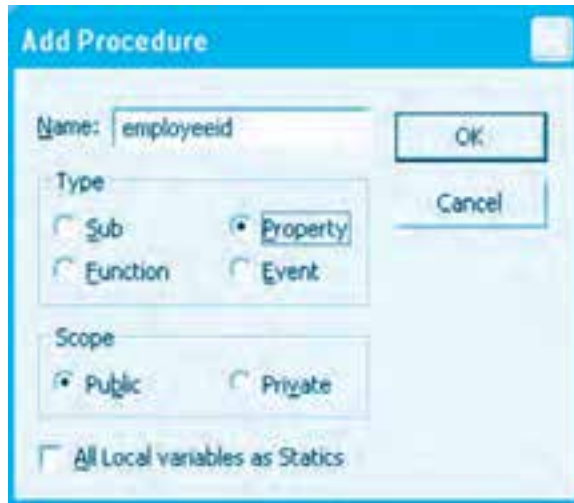 Add Procedure
Name: employeeid
OK
Type
Cancel
Sub
Property
Function
Event
Scope
Public
Private
All Local variables as Statics